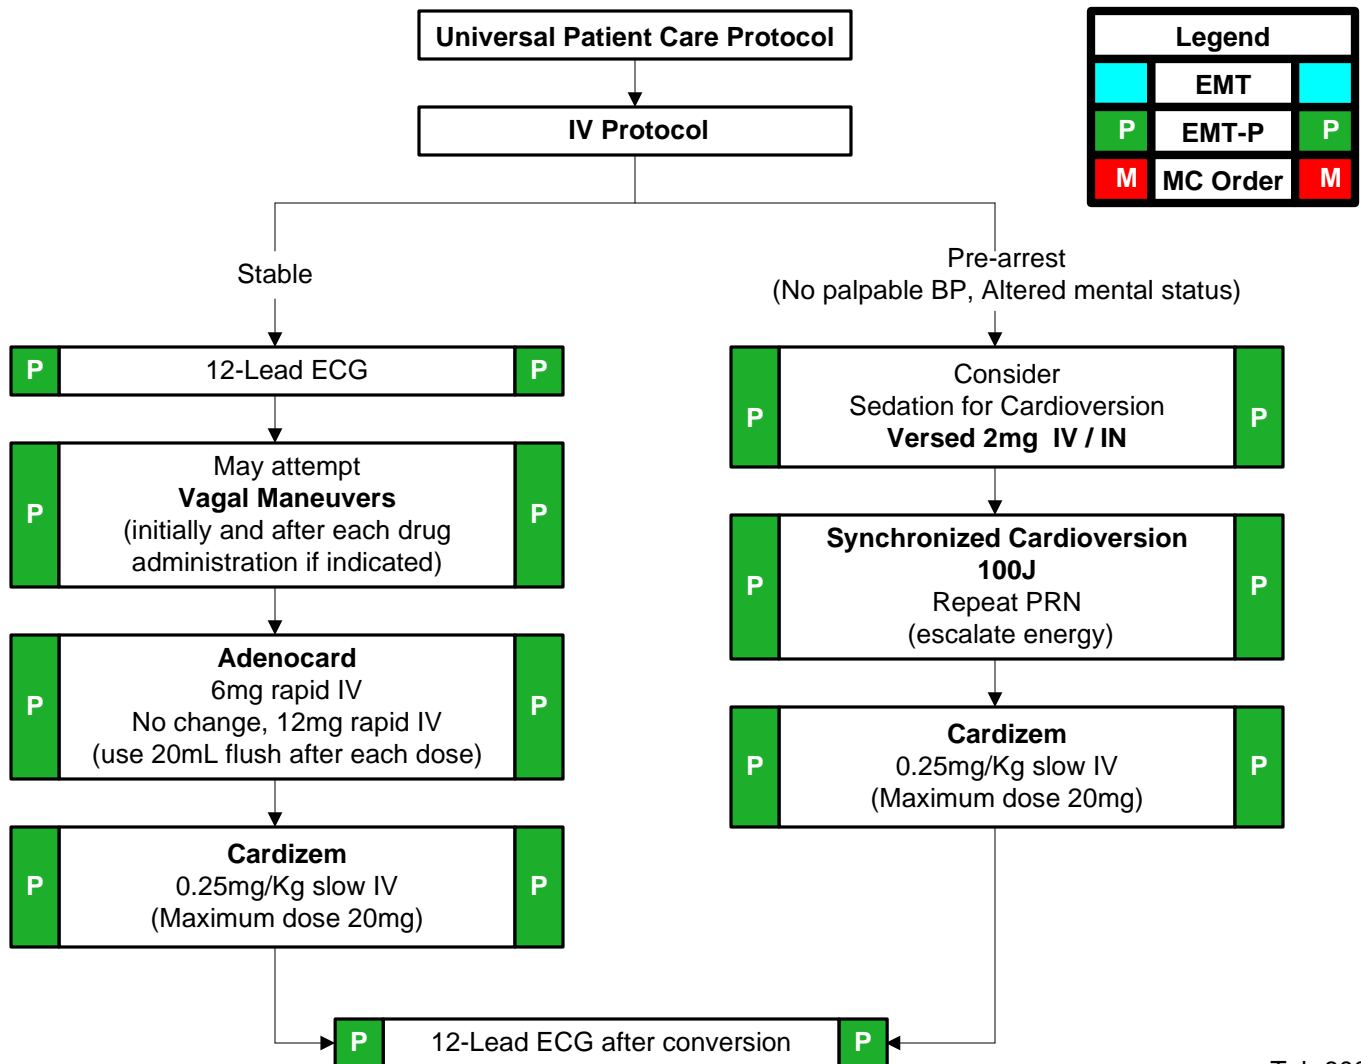 Universal Patient Care Protocol
IV Protocol
Legend
EMT
P EMT-P P
M MC Order M
Stable
Pre-arrest
(No palpable BP, Altered mental status)
P 12-Lead ECG P
P May attempt P
Vagal Maneuvers
(initially and after each drug
administration if indicated)
P Adenocard P
6mg rapid IV
No change, 12mg rapid IV
(use 20mL flush after each dose)
P Cardizem P
0.25mg/Kg slow IV
(Maximum dose 20mg)
P Consider P
Sedation for Cardioversion
Versed 2mg IV / IN
P Synchronized Cardioversion P
100J
Repeat PRN
(escalate energy)
P Cardizem P
0.25mg/Kg slow IV
(Maximum dose 20mg)
P 12-Lead ECG after conversion P